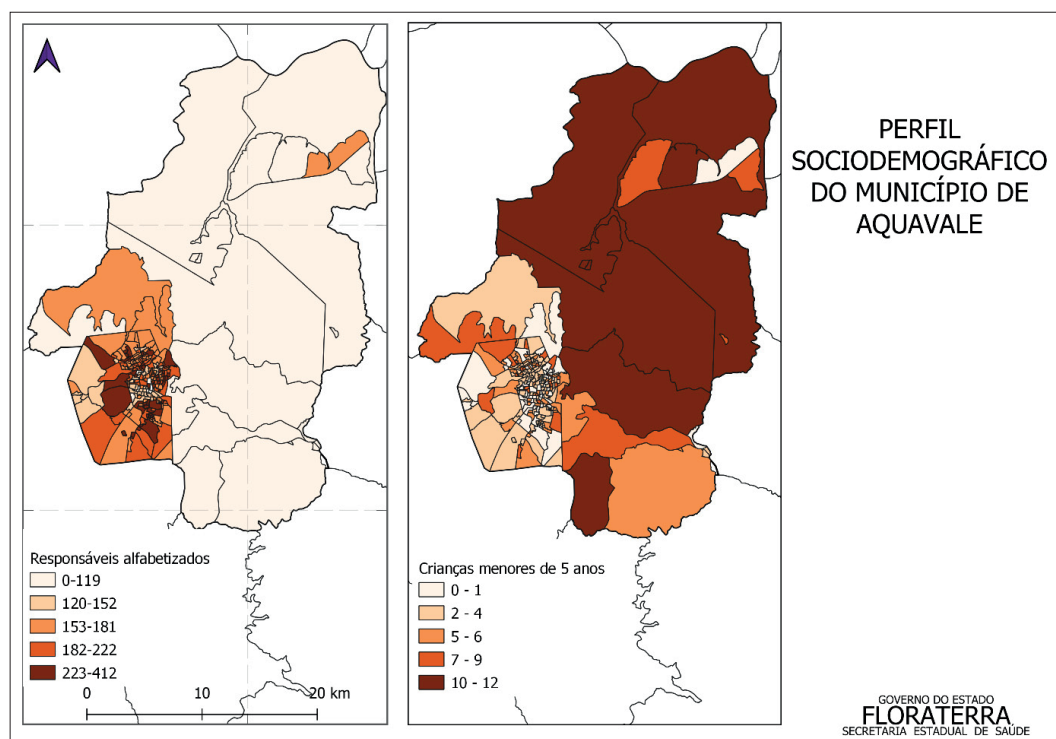 PERFIL
SOCIODEMOGRÁFICO
DO MUNICÍPIO DE
AQUAVALE
Responsáveis alfabetizados
0-119
120-152
153-181
182-222
223-412
0 10 20 km
Crianças menores de 5 anos
0 - 1
2 - 4
5 - 6
7 - 9
10 - 12
GOVERNO DO ESTADO
FLORATERRA
SECRETARIA ESTADUAL DE SAÚDE